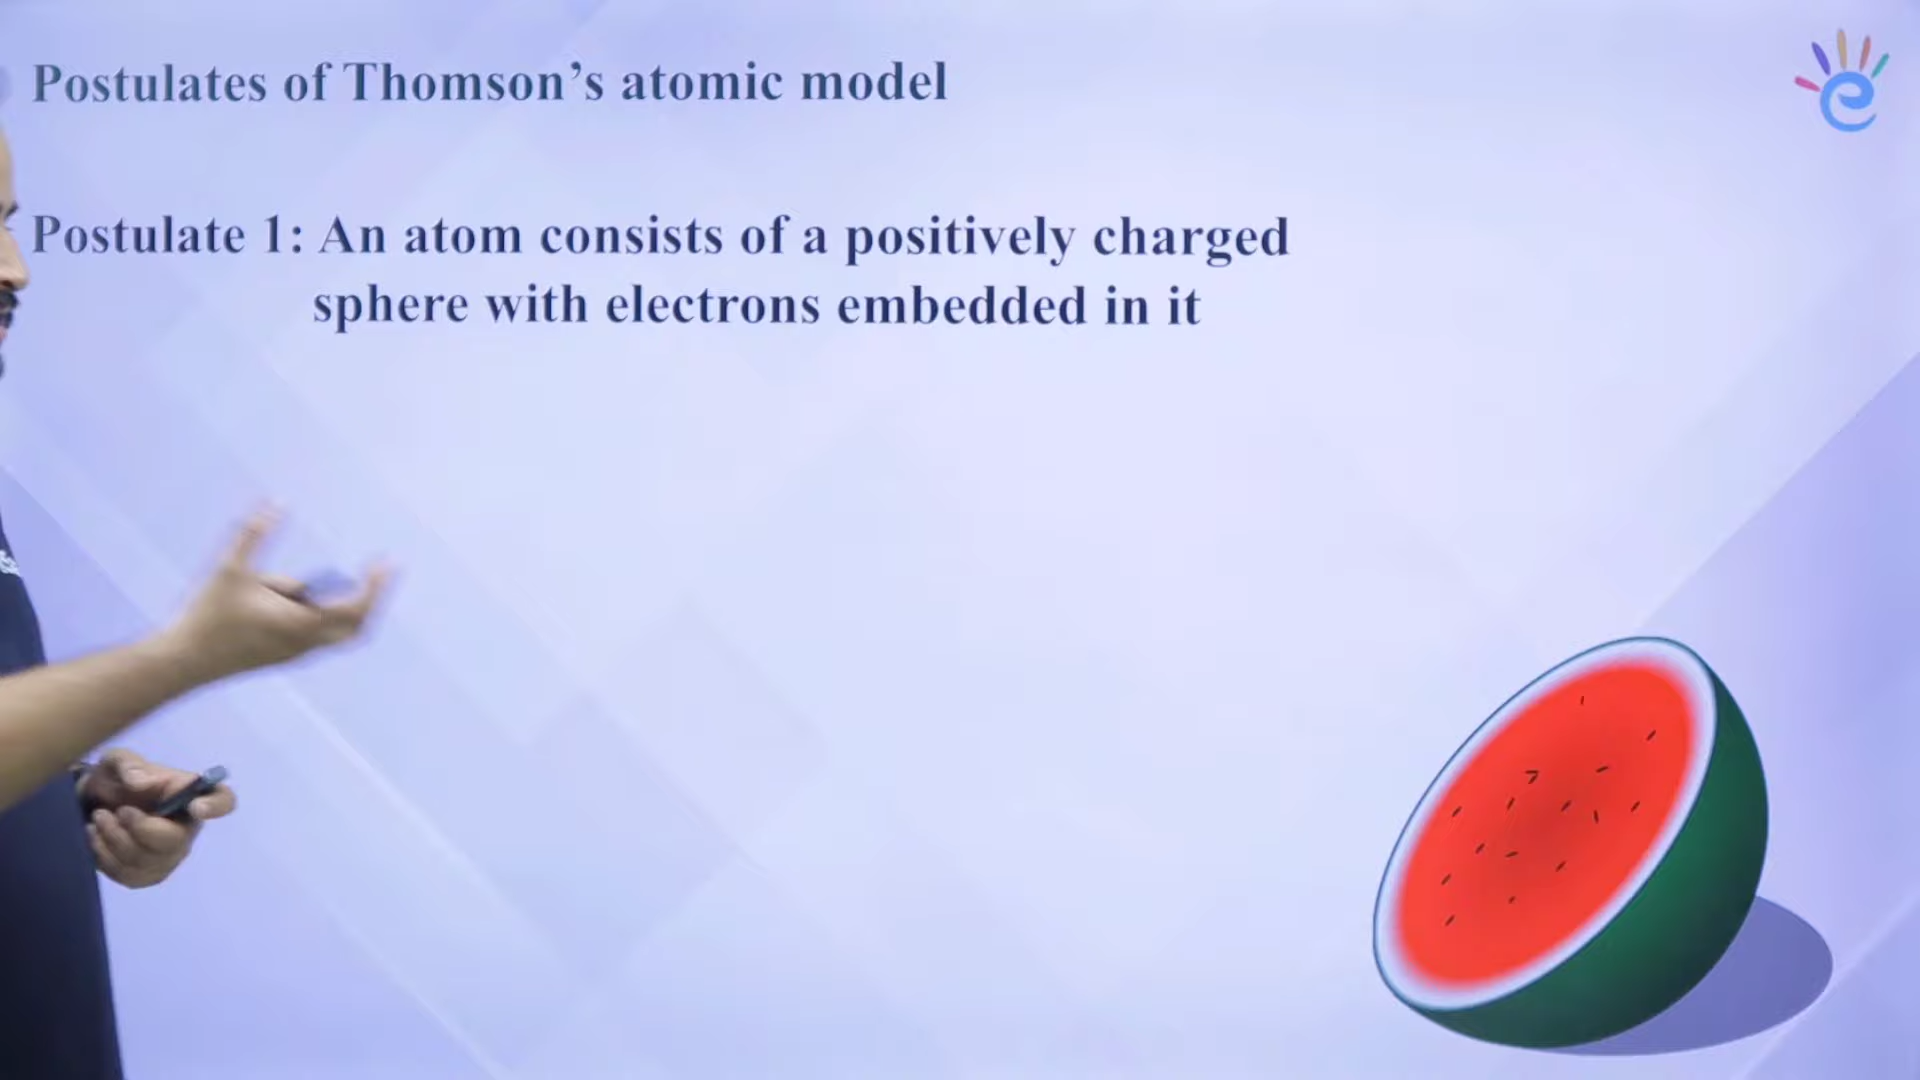 Postulates of Thomson’s atomic model
Postulate 1: An atom consists of a positively charged
sphere with electrons embedded in it